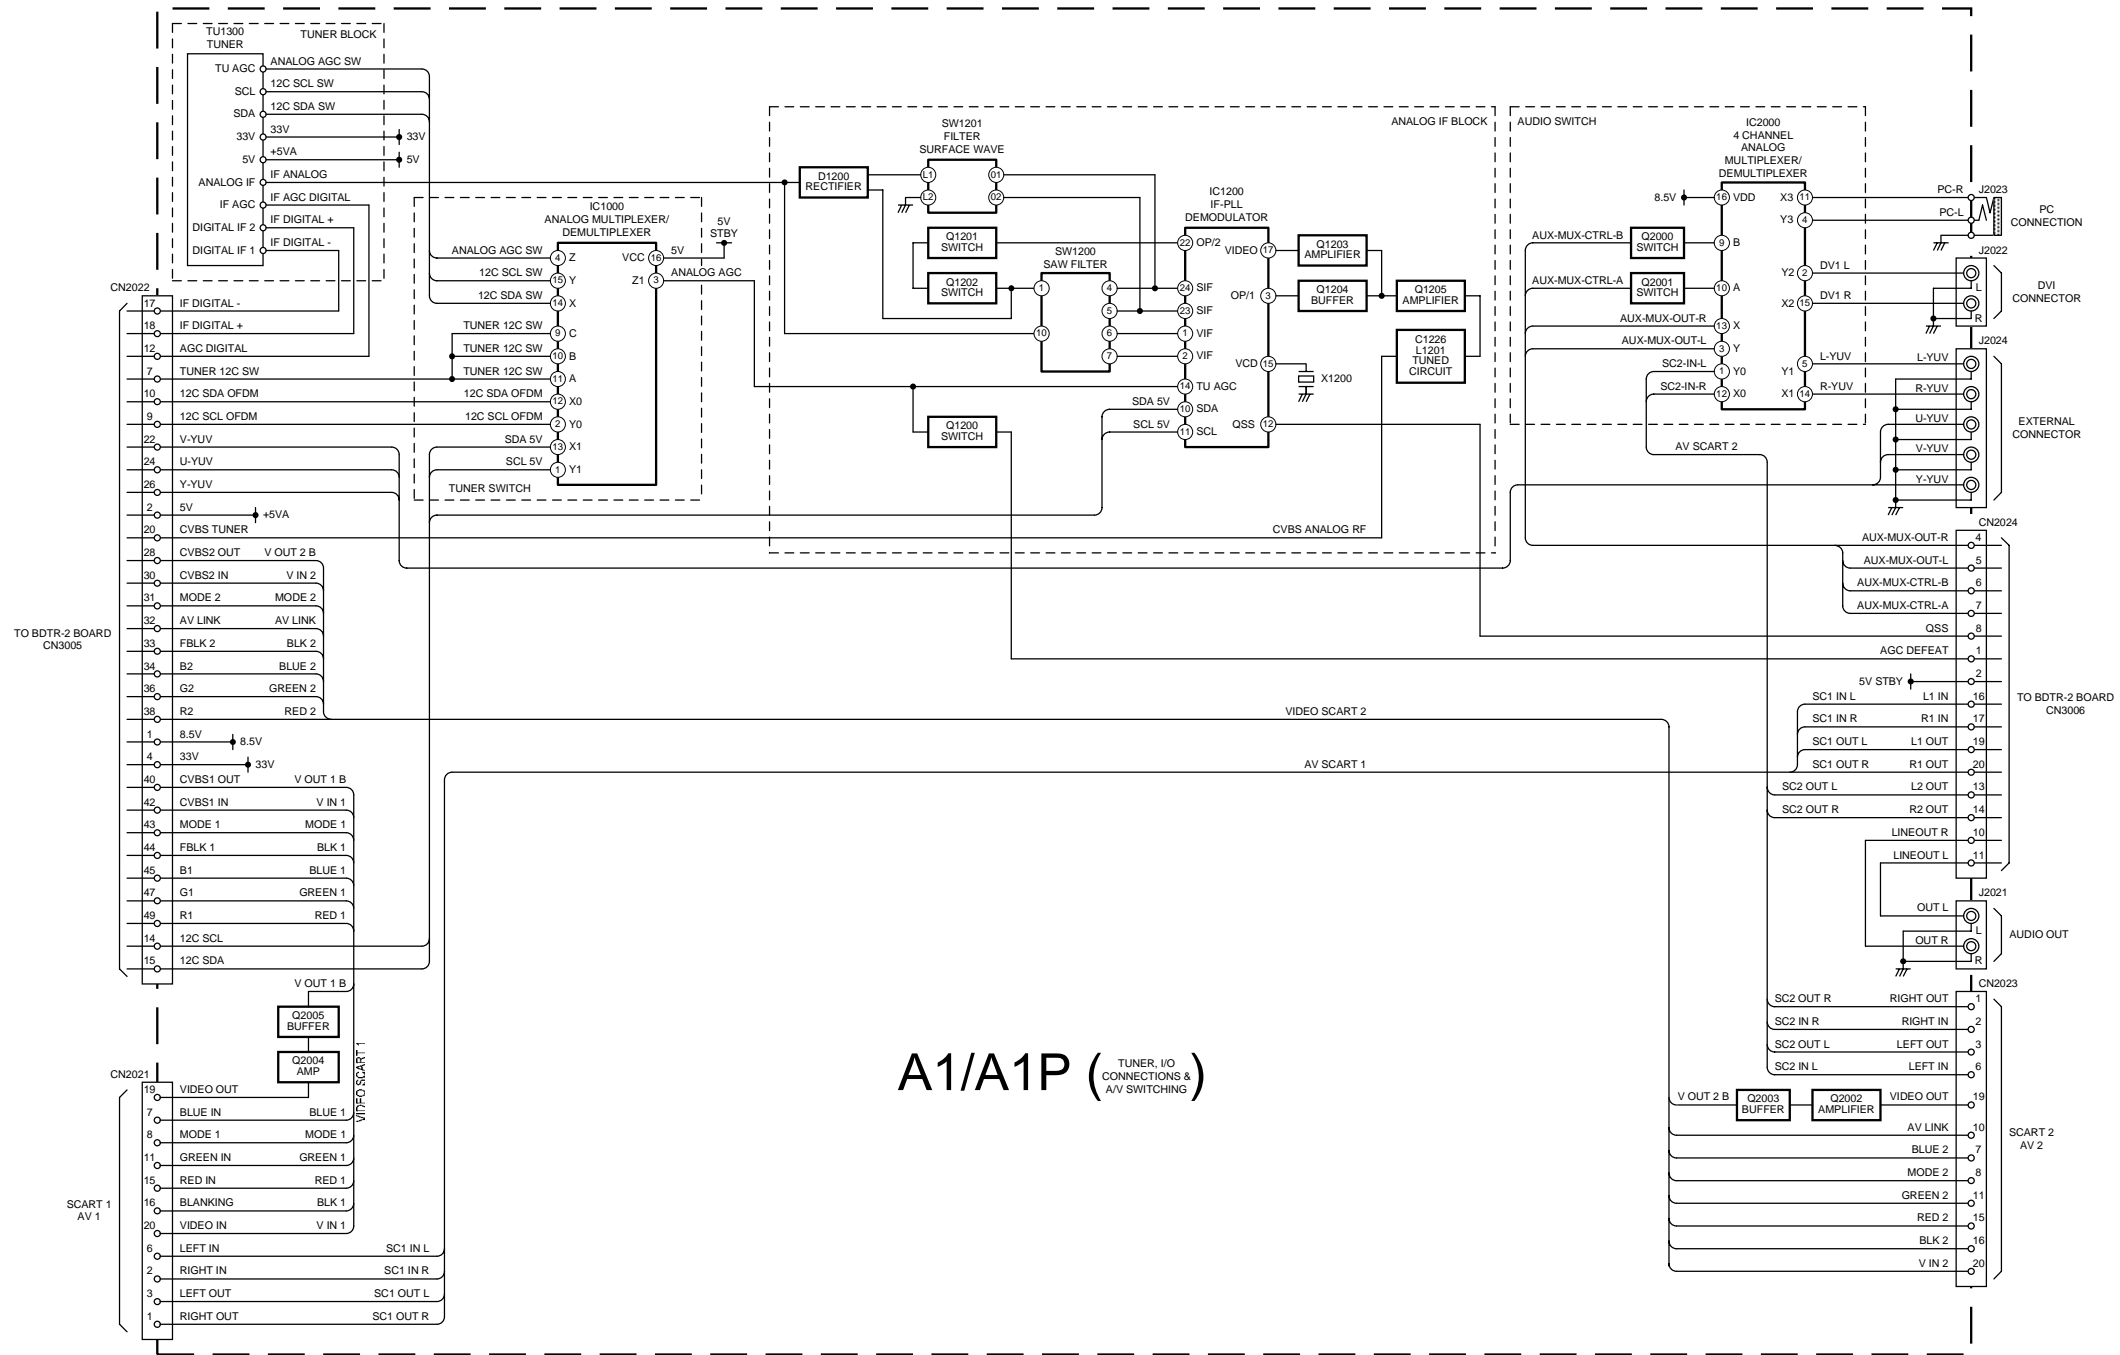 TU1300
TUNER
TUNER BLOCK
TU AGC
ANALOG AGC SW
SCL
12C SCL SW
SDA
12C SDA SW
33V
33V
33V
5V
+5VA
5V
ANALOG IF
IF ANALOG
IF AGC
IF AGC DIGITAL
DIGITAL IF 2
IF DIGITAL +
DIGITAL IF 1
IF DIGITAL -
IC1000
ANALOG MULTIPLEXER/
DEMULTIPLEXER
5V
STBY
ANALOG AGC SW
4 Z
VCC 16
5V
12C SCL SW
15 Y
Z1 3
ANALOG AGC
12C SDA SW
14 X
TUNER 12C SW
9 C
TUNER 12C SW
10 B
TUNER 12C SW
11 A
12C SDA OFDM
12 X0
12C SCL OFDM
2 Y0
SDA 5V
13 X1
SCL 5V
1 Y1
TUNER SWITCH
ANALOG IF BLOCK
D1200
RECTIFIER
SW1201
FILTER
SURFACE WAVE
L1
01
L2
02
Q1201
SWITCH
Q1202
SWITCH
SW1200
SAW FILTER
1
4
5
10
6
7
Q1200
SWITCH
IC1200
IF-PLL
DEMODULATOR
22 OP/2
VIDEO 17
24 SIF
OP/1 3
23 SIF
1 VIF
2 VIF
VCD 15
14 TU AGC
SDA 5V
10 SDA
SCL 5V
11 SCL
QSS 12
Q1203
AMPLIFIER
Q1204
BUFFER
Q1205
AMPLIFIER
C1226
L1201
TUNED
CIRCUIT
X1200
CVBS ANALOG RF
AUDIO SWITCH
IC2000
4 CHANNEL
ANALOG
MULTIPLEXER/
DEMULTIPLEXER
8.5V
16 VDD
X3 11
Y3 4
AUX-MUX-CTRL-B
Q2000
SWITCH
9 B
AUX-MUX-CTRL-A
Q2001
SWITCH
10 A
Y2 2
DV1 L
X2 15
DV1 R
AUX-MUX-OUT-R
13 X
AUX-MUX-OUT-L
3 Y
SC2-IN-L
1 Y0
Y1 5
L-YUV
SC2-IN-R
12 X0
X1 14
R-YUV
AV SCART 2
PC-R
J2023
PC-L
PC
CONNECTION
J2022
L
R
DVI
CONNECTOR
J2024
L-YUV
R-YUV
U-YUV
V-YUV
Y-YUV
EXTERNAL
CONNECTOR
CN2022
17 IF DIGITAL -
18 IF DIGITAL +
12 AGC DIGITAL
7 TUNER 12C SW
10 12C SDA OFDM
9 12C SCL OFDM
22 V-YUV
24 U-YUV
26 Y-YUV
2 5V
+5VA
20 CVBS TUNER
28 CVBS2 OUT V OUT 2 B
30 CVBS2 IN V IN 2
31 MODE 2 MODE 2
32 AV LINK AV LINK
33 FBLK 2 BLK 2
34 B2 BLUE 2
36 G2 GREEN 2
38 R2 RED 2
1 8.5V
8.5V
4 33V
33V
40 CVBS1 OUT V OUT 1 B
42 CVBS1 IN V IN 1
43 MODE 1 MODE 1
44 FBLK 1 BLK 1
45 B1 BLUE 1
47 G1 GREEN 1
49 R1 RED 1
14 12C SCL
15 12C SDA
TO BDTR-2 BOARD
CN3005
VIDEO SCART 2
AV SCART 1
CN2024
AUX-MUX-OUT-R 4
AUX-MUX-OUT-L 5
AUX-MUX-CTRL-B 6
AUX-MUX-CTRL-A 7
QSS 8
AGC DEFEAT 1
5V STBY 2
SC1 IN L L1 IN 16
SC1 IN R R1 IN 17
SC1 OUT L L1 OUT 19
SC1 OUT R R1 OUT 20
SC2 OUT L L2 OUT 13
SC2 OUT R R2 OUT 14
LINEOUT R 10
LINEOUT L 11
TO BDTR-2 BOARD
CN3006
J2021
OUT L
L
OUT R
R
AUDIO OUT
V OUT 1 B
Q2005
BUFFER
Q2004
AMP
VIDEO SCART 1
CN2021
19 VIDEO OUT
7 BLUE IN BLUE 1
8 MODE 1 MODE 1
11 GREEN IN GREEN 1
15 RED IN RED 1
16 BLANKING BLK 1
20 VIDEO IN V IN 1
6 LEFT IN SC1 IN L
2 RIGHT IN SC1 IN R
3 LEFT OUT SC1 OUT L
1 RIGHT OUT SC1 OUT R
SCART 1
AV 1
A1/A1P (TUNER, I/O
CONNECTIONS &
A/V SWITCHING)
CN2023
SC2 OUT R RIGHT OUT 1
SC2 IN R RIGHT IN 2
SC2 OUT L LEFT OUT 3
SC2 IN L LEFT IN 6
V OUT 2 B
Q2003
BUFFER
Q2002
AMPLIFIER
VIDEO OUT 19
AV LINK 10
BLUE 2 7
MODE 2 8
GREEN 2 11
RED 2 15
BLK 2 16
V IN 2 20
SCART 2
AV 2